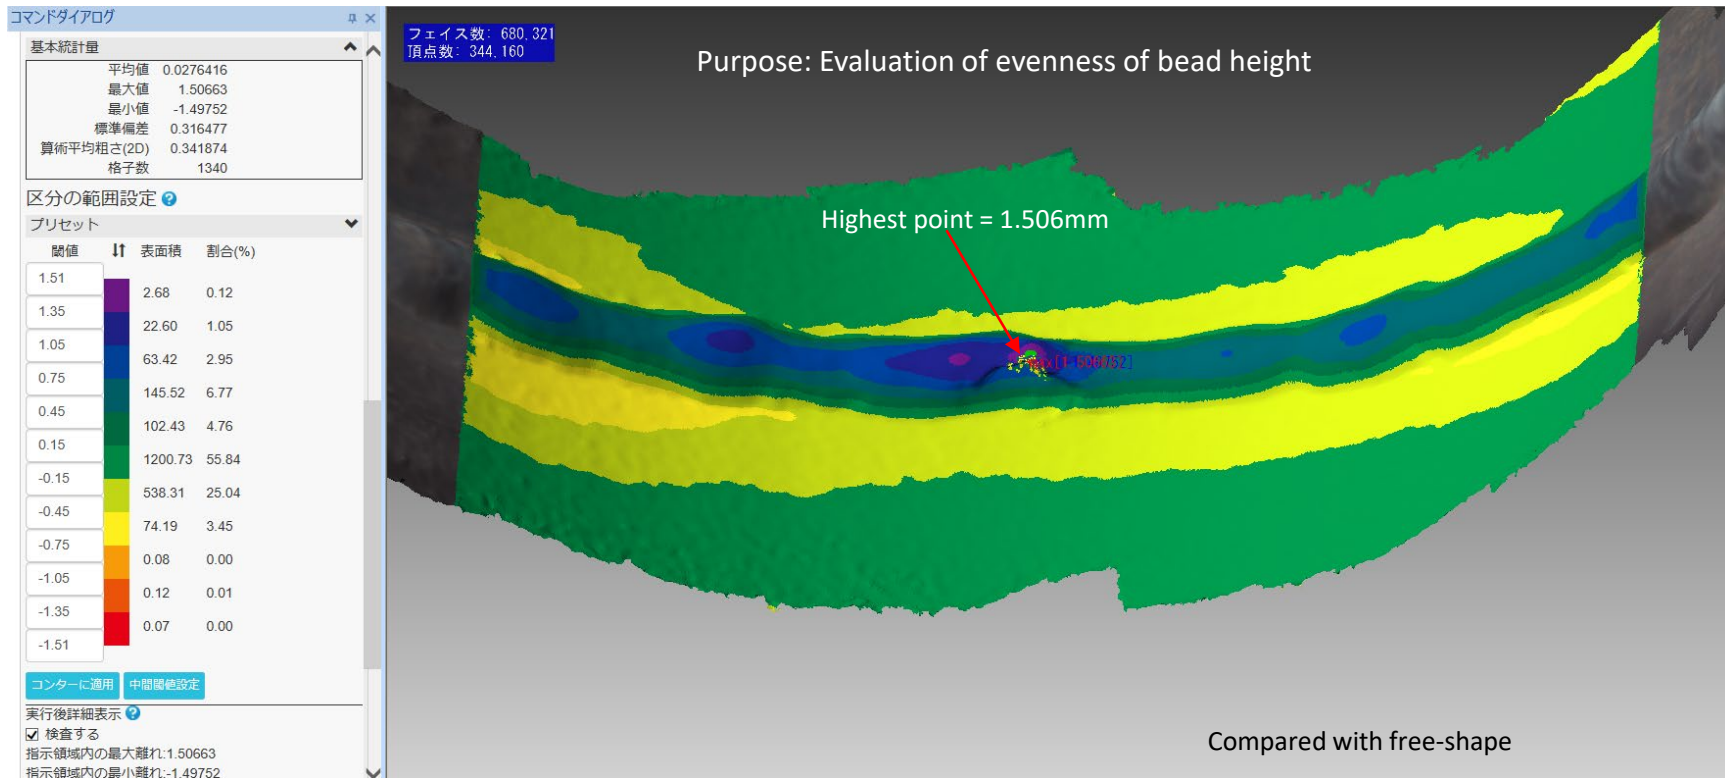 コマンドダイアログ
基本統計量
平均値 0.0276416
最大値 1.50663
最小値 -1.49752
標準偏差 0.316477
算術平均粗さ(2D) 0.341874
格子数 1340
区分の範囲設定
プリセット
閾値 表面積 割合(%)
1.51
2.68 0.12
1.35
22.60 1.05
1.05
63.42 2.95
0.75
145.52 6.77
0.45
102.43 4.76
0.15
1200.73 55.84
-0.15
538.31 25.04
-0.45
74.19 3.45
-0.75
0.08 0.00
-1.05
0.12 0.01
-1.35
0.07 0.00
-1.51
コンターに適用 中間閾値設定
実行後詳細表示
検査する
指示領域内の最大離れ:1.50663
指示領域内の最小離れ:-1.49752
フェイス数: 680,321
頂点数: 344,160
Purpose: Evaluation of evenness of bead height
Highest point = 1.506mm
Compared with free-shape